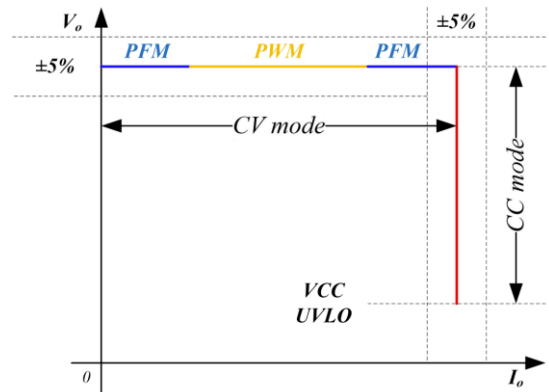 Vo
±5%
PFM
PWM
PFM
±5%
CV mode
CC mode
VCC
UVLO
0
Io